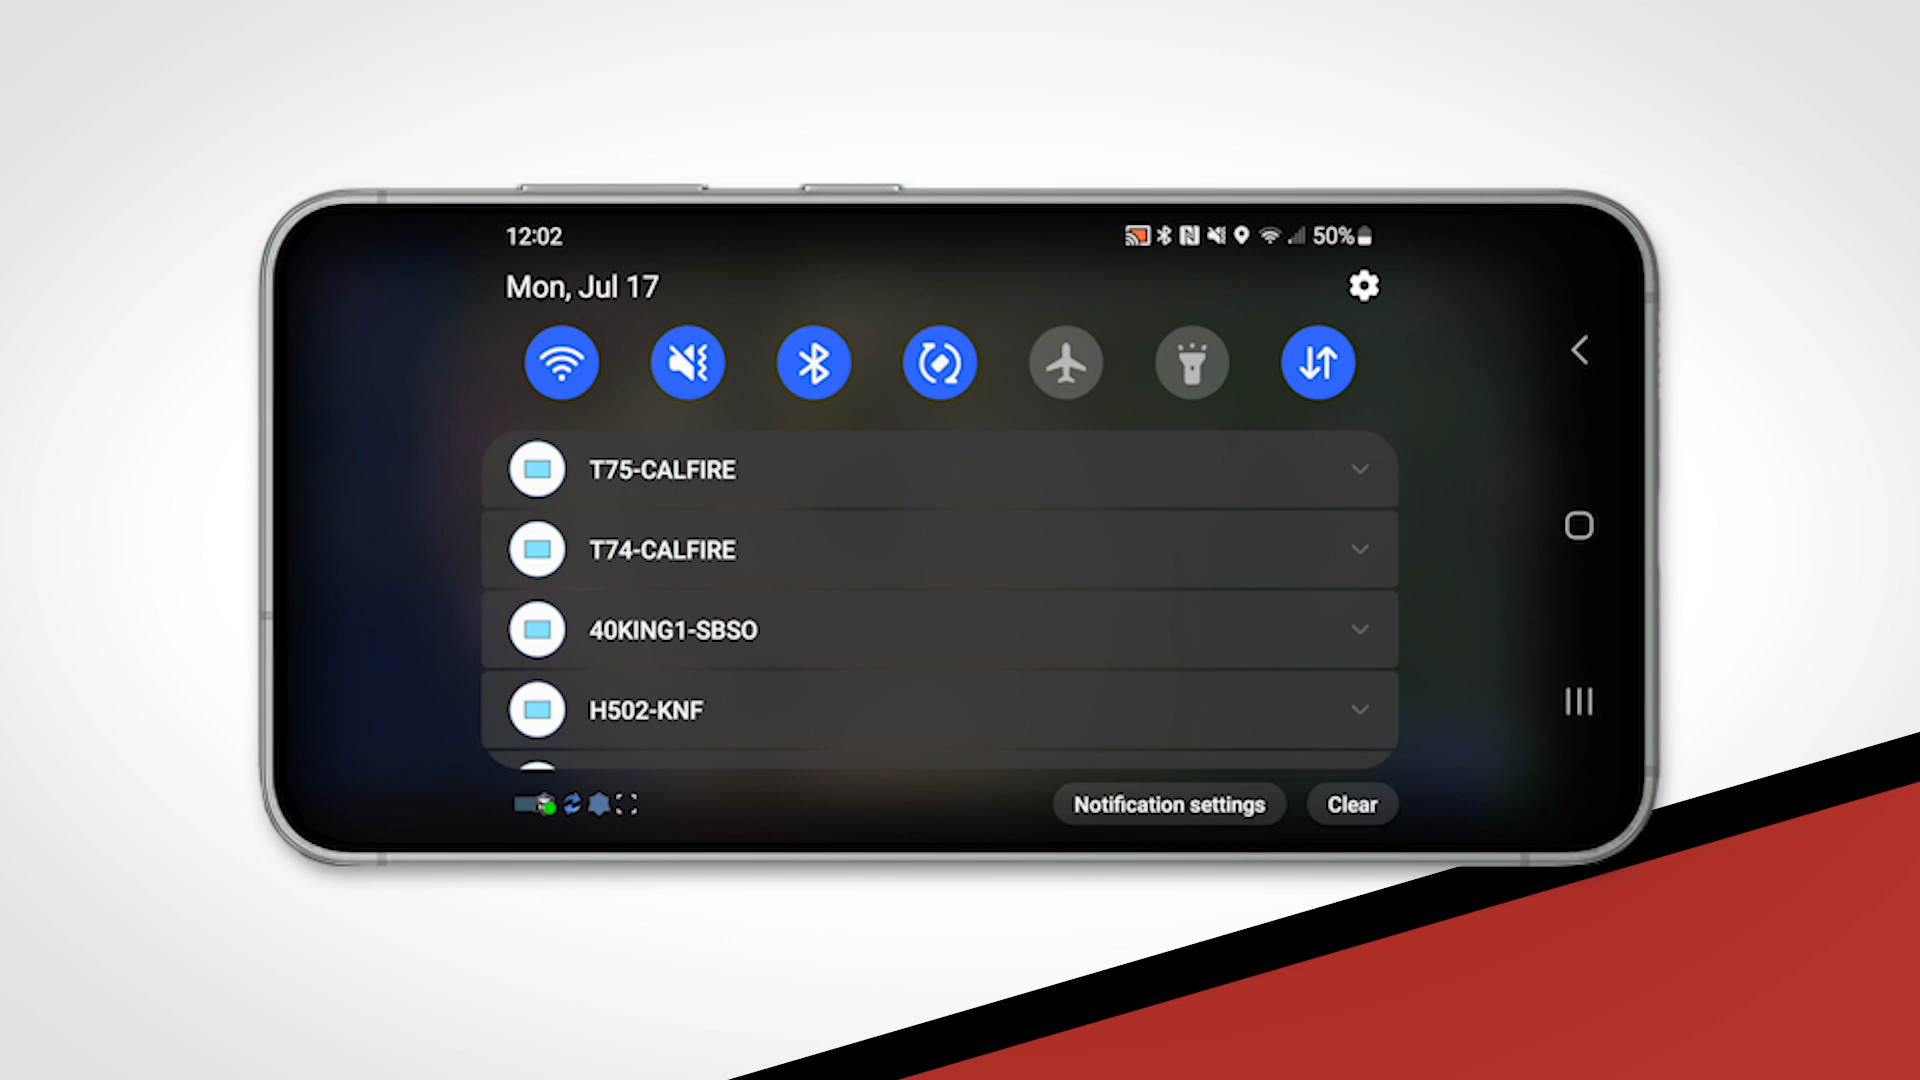 12:02
50%
Mon, Jul 17
T75-CALFIRE
T74-CALFIRE
40KING1-SBSO
H502-KNF
Notification settings
Clear